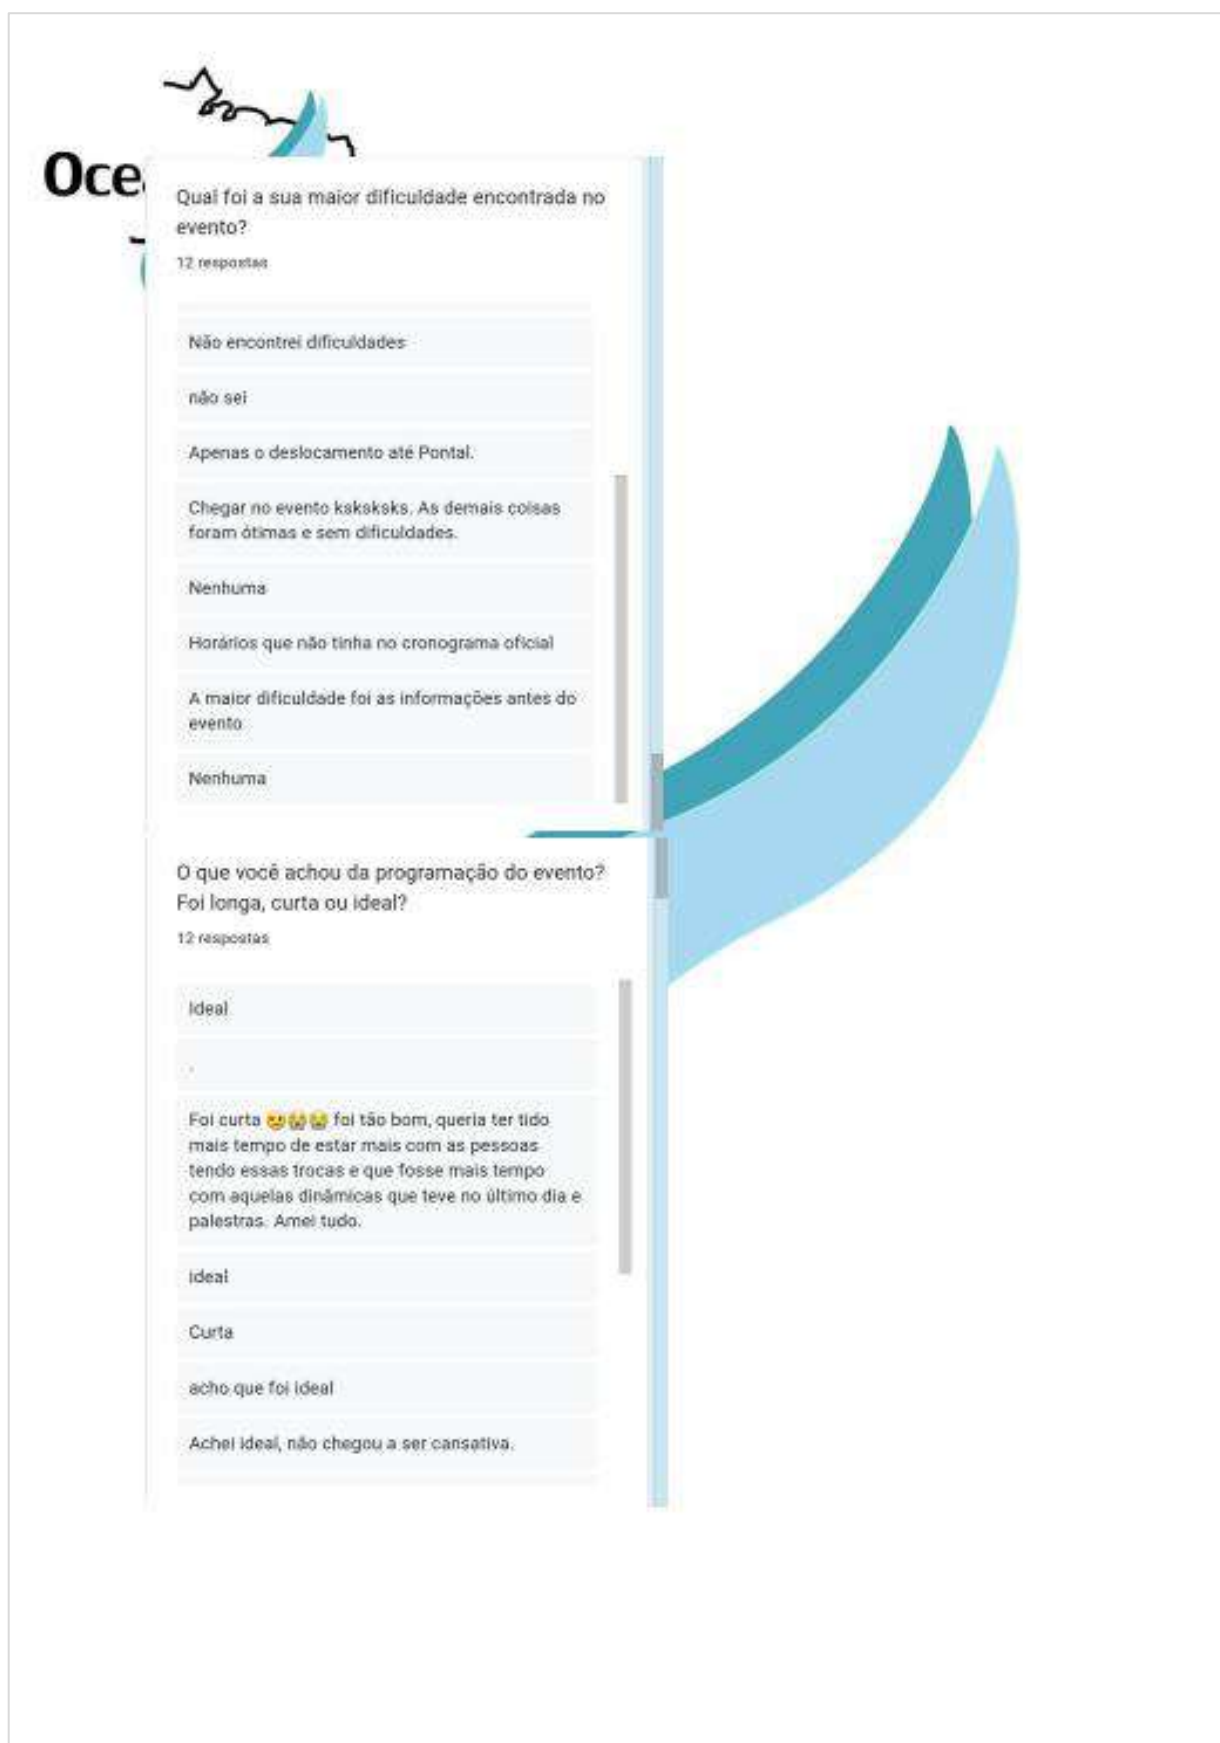 Oce
Qual foi a sua maior dificuldade encontrada no
evento?
12 respostas
Não encontrei dificuldades
não sei
Apenas o deslocamento até Pontal.
Chegar no evento ksksksks. As demais coisas
foram ótimas e sem dificuldades.
Nenhuma
Horários que não tinha no cronograma oficial
A maior dificuldade foi as informações antes do
evento
Nenhuma
O que você achou da programação do evento?
Foi longa, curta ou ideal?
12 respostas
Ideal
.
Foi curta 🥺😭😭 foi tão bom, queria ter tido
mais tempo de estar mais com as pessoas
tendo essas trocas e que fosse mais tempo
com aquelas dinâmicas que teve no último dia e
palestras. Amei tudo.
ideal
Curta
acho que foi ideal
Achei ideal, não chegou a ser cansativa.